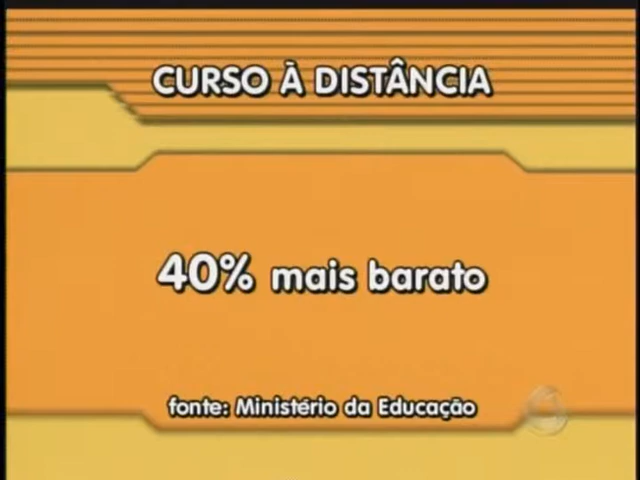 CURSO À DISTÂNCIA
40% mais barato
fonte: Ministério da Educação